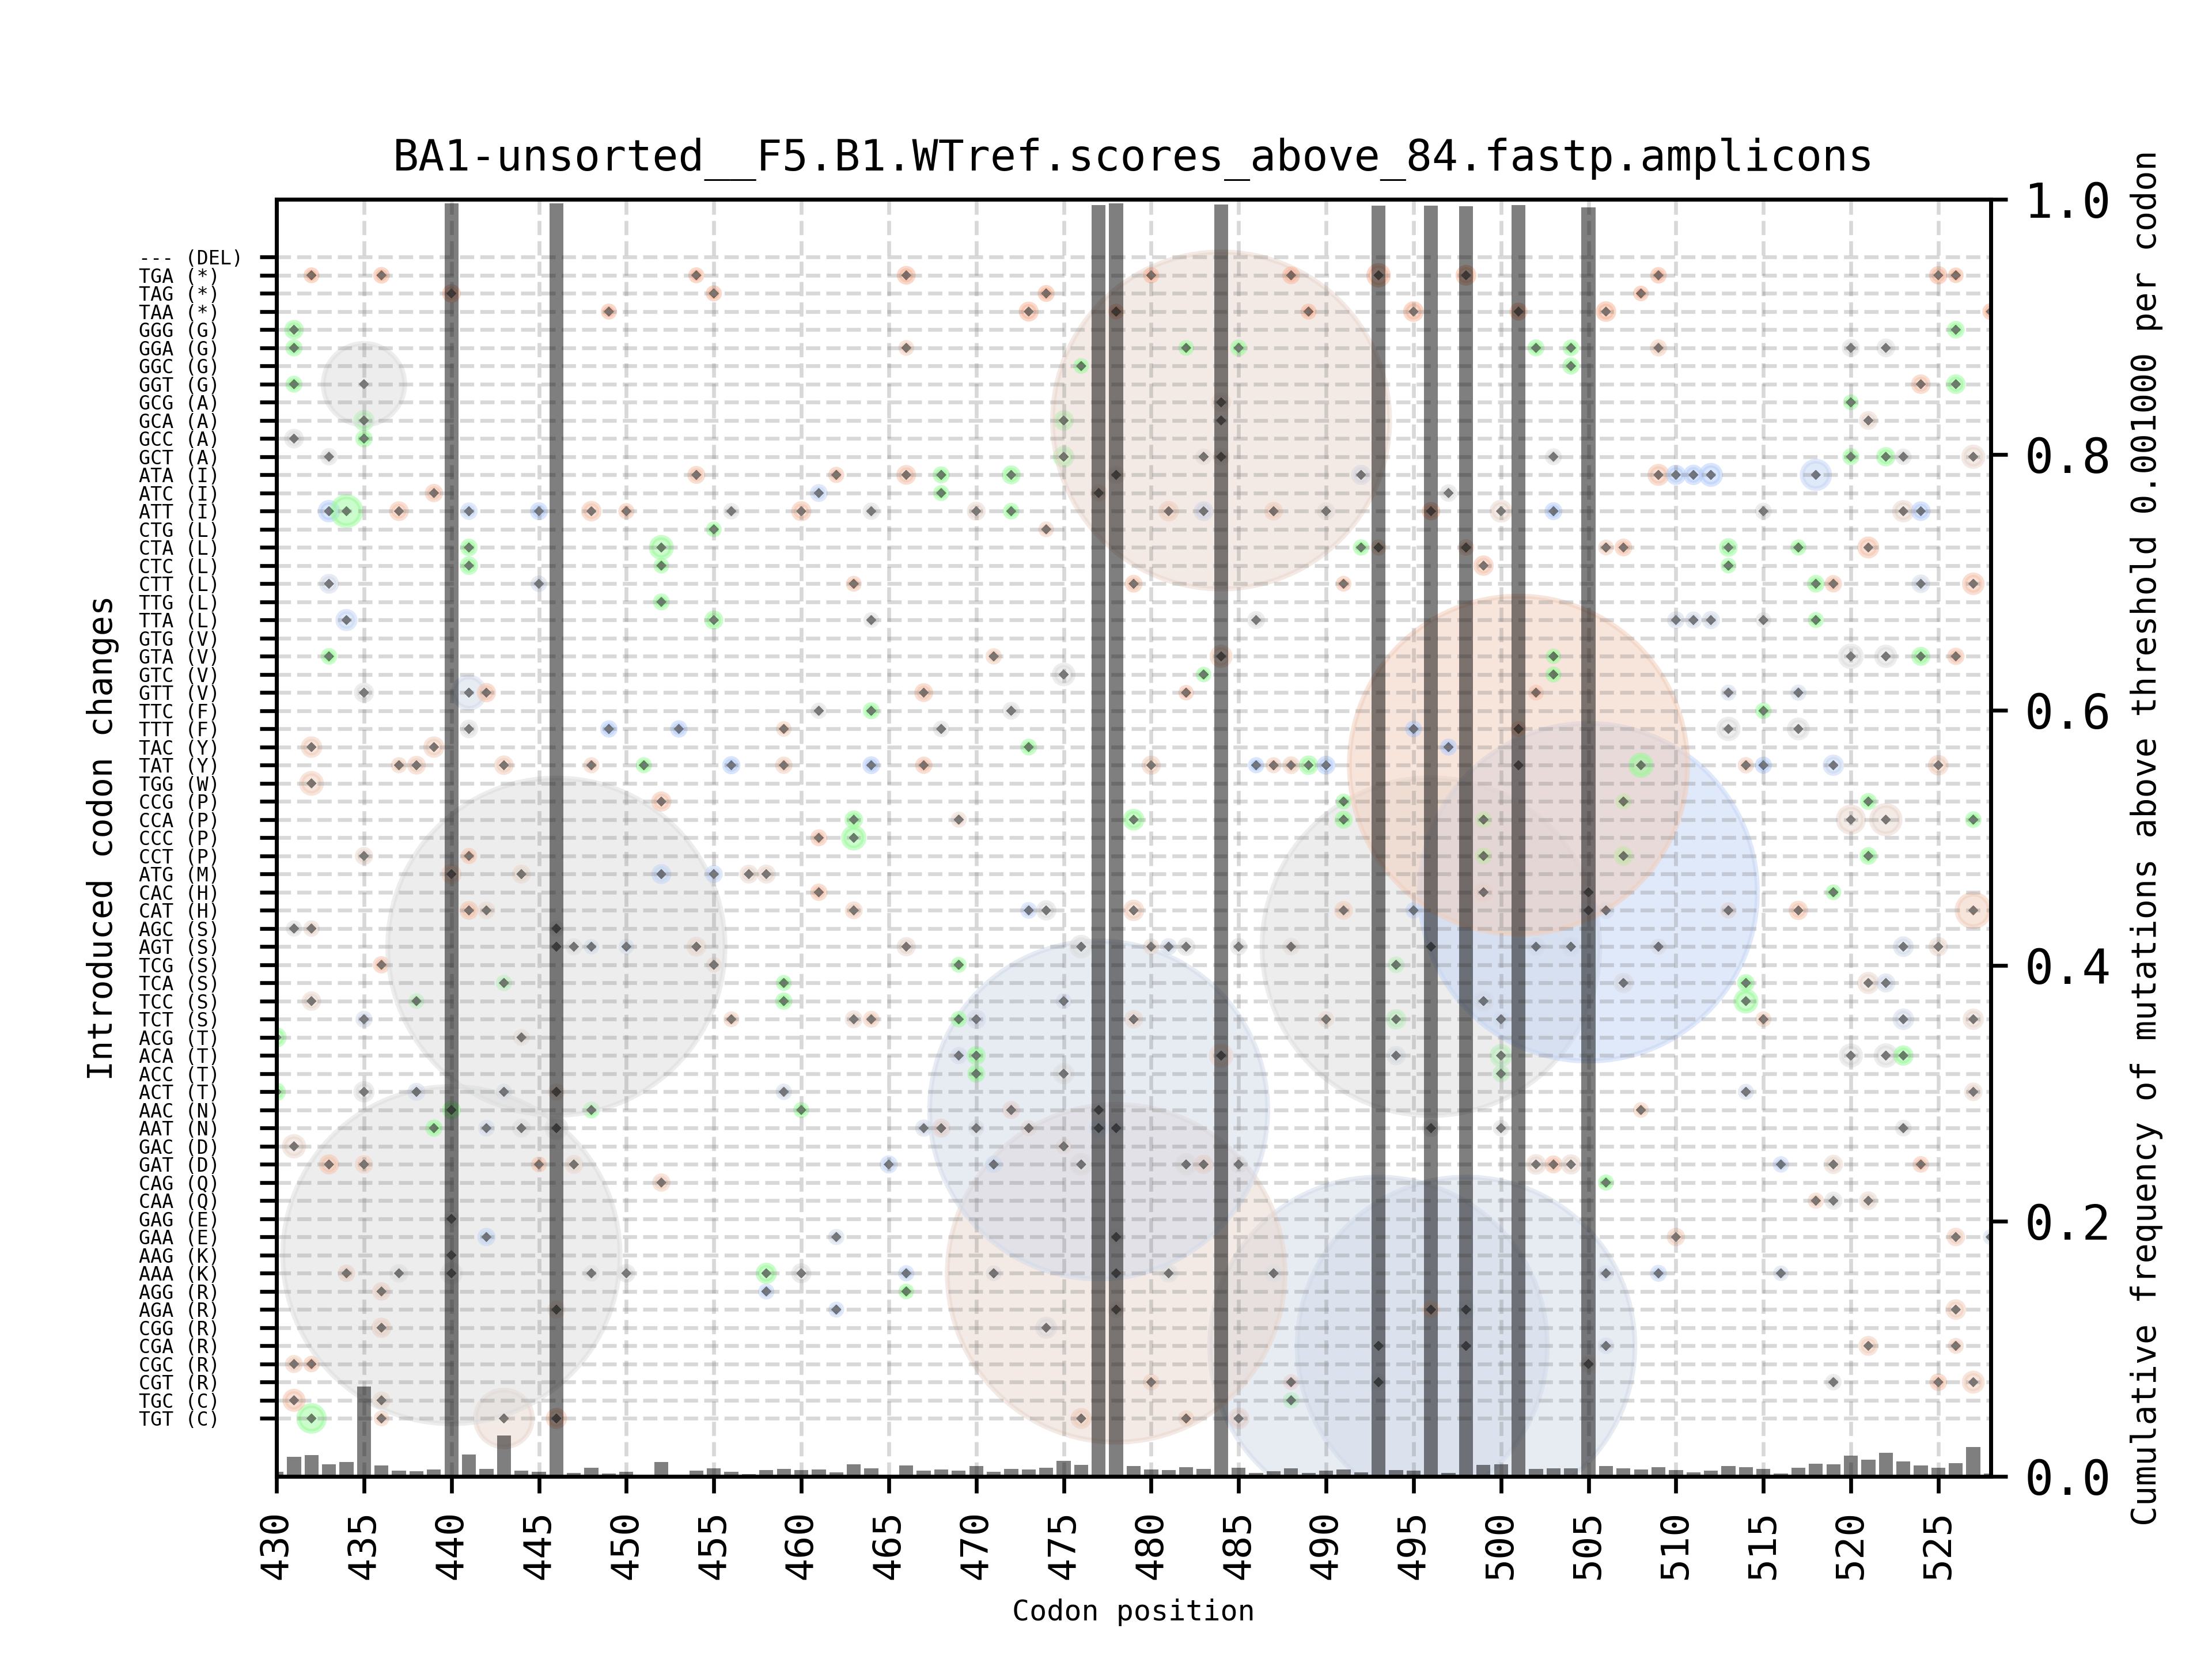 BA1-unsorted__F5.B1.WTref.scores_above_84.fastp.amplicons
Introduced codon changes
--- (DEL)
TGA (*)
TAG (*)
TAA (*)
GGG (G)
GGA (G)
GGC (G)
GGT (G)
GCG (A)
GCA (A)
GCC (A)
GCT (A)
ATA (I)
ATC (I)
ATT (I)
CTG (L)
CTA (L)
CTC (L)
CTT (L)
TTG (L)
TTA (L)
GTG (V)
GTA (V)
GTC (V)
GTT (V)
TTC (F)
TTT (F)
TAC (Y)
TAT (Y)
TGG (W)
CCG (P)
CCA (P)
CCC (P)
CCT (P)
ATG (M)
CAC (H)
CAT (H)
AGC (S)
AGT (S)
TCG (S)
TCA (S)
TCC (S)
TCT (S)
ACG (T)
ACA (T)
ACC (T)
ACT (T)
AAC (N)
AAT (N)
GAC (D)
GAT (D)
CAG (Q)
CAA (Q)
GAG (E)
GAA (E)
AAG (K)
AAA (K)
AGG (R)
AGA (R)
CGG (R)
CGA (R)
CGC (R)
CGT (R)
TGC (C)
TGT (C)
1.0
0.8
0.6
0.4
0.2
0.0
Cumulative frequency of mutations above threshold 0.001000 per codon
430 435 440 445 450 455 460 465 470 475 480 485 490 495 500 505 510 515 520 525
Codon position